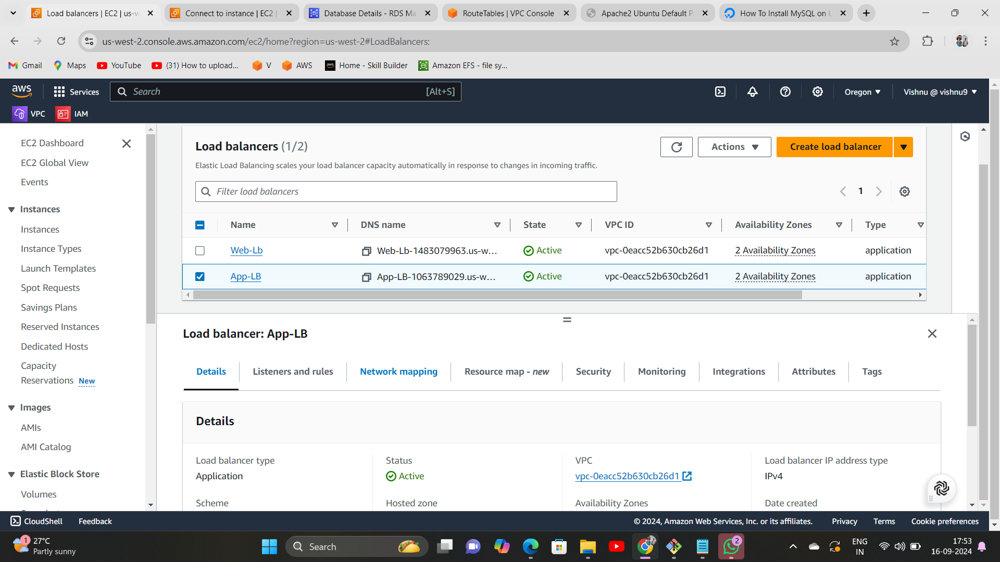 Load balancers | EC2 | us-w
Connect to instance | EC2 |
Database Details - RDS Ma
RouteTables | VPC Console
Apache2 Ubuntu Default P
How To Install MySQL on U
us-west-2.console.aws.amazon.com/ec2/home?region=us-west-2#LoadBalancers:
Gmail
Maps
YouTube
(31) How to upload...
V
AWS
Home - Skill Builder
Amazon EFS - file sy...
aws
Services
Search
[Alt+S]
Oregon
Vishnu @ vishnu9
VPC
IAM
EC2 Dashboard
EC2 Global View
Events
Instances
Instances
Instance Types
Launch Templates
Spot Requests
Savings Plans
Reserved Instances
Dedicated Hosts
Capacity
Reservations New
Images
AMIs
AMI Catalog
Elastic Block Store
Volumes
Load balancers (1/2)
Actions
Create load balancer
Elastic Load Balancing scales your load balancer capacity automatically in response to changes in incoming traffic.
Filter load balancers
1
Name DNS name State VPC ID Availability Zones Type
Web-Lb Web-Lb-1483079963.us-w... Active vpc-0eacc52b630cb26d1 2 Availability Zones application
App-LB App-LB-1063789029.us-w... Active vpc-0eacc52b630cb26d1 2 Availability Zones application
Load balancer: App-LB
Details
Listeners and rules
Network mapping
Resource map - new
Security
Monitoring
Integrations
Attributes
Tags
Details
Load balancer type
Application
Status
Active
VPC
vpc-0eacc52b630cb26d1
Load balancer IP address type
IPv4
Scheme
Hosted zone
Availability Zones
Date created
CloudShell
Feedback
© 2024, Amazon Web Services, Inc. or its affiliates.
Privacy
Terms
Cookie preferences
1
27°C
Partly sunny
Search
2
ENG
IN
17:53
16-09-2024